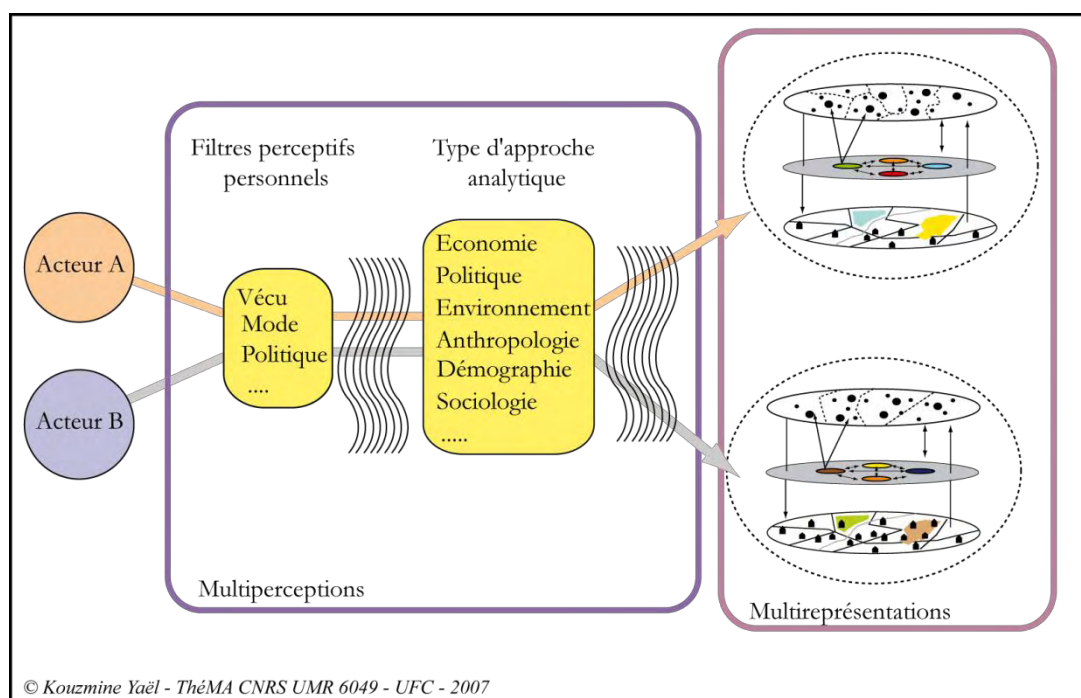 Filtres perceptifs
personnels
Type d'approche
analytique
Acteur A
Acteur B
Vécu
Mode
Politique
....
Economie
Politique
Environnement
Anthropologie
Démographie
Sociologie
.....
Multiperceptions
Multireprésentations
© Kouzmine Yaël - ThéMA CNRS UMR 6049 - UFC - 2007